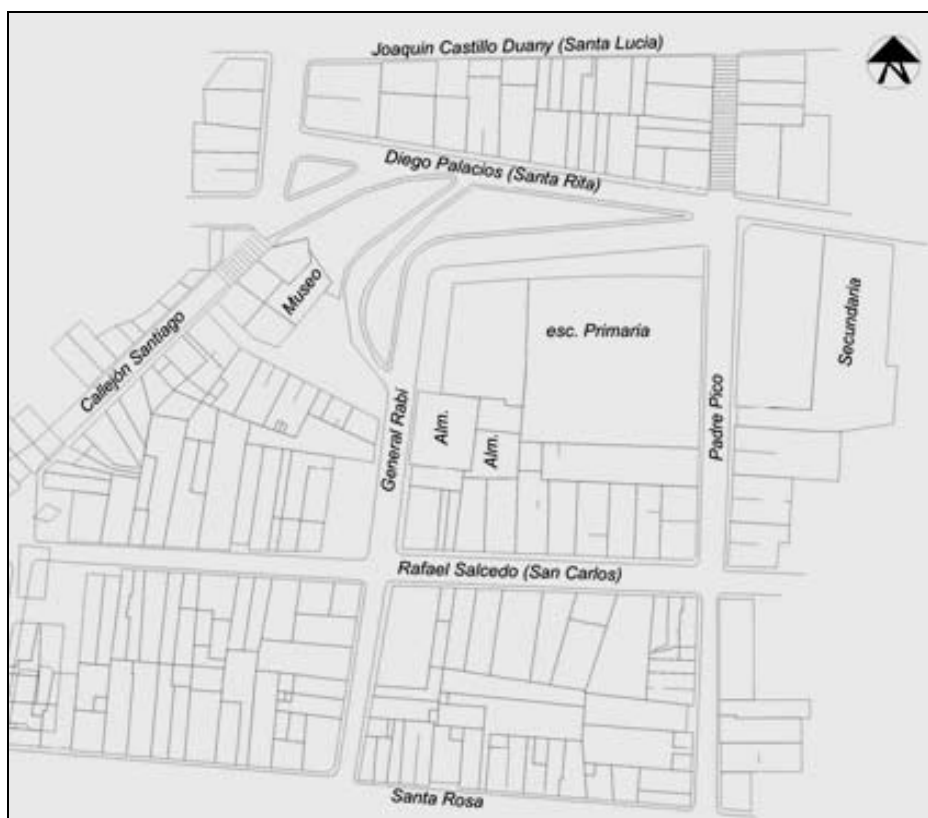 Joaquin Castillo Duany (Santa Lucia)
N
Diego Palacios (Santa Rita)
Museo
Callejón Santiago
esc. Primaria
Secundaria
General Rabí
Alm.
Alm.
Padre Pico
Rafael Salcedo (San Carlos)
Santa Rosa